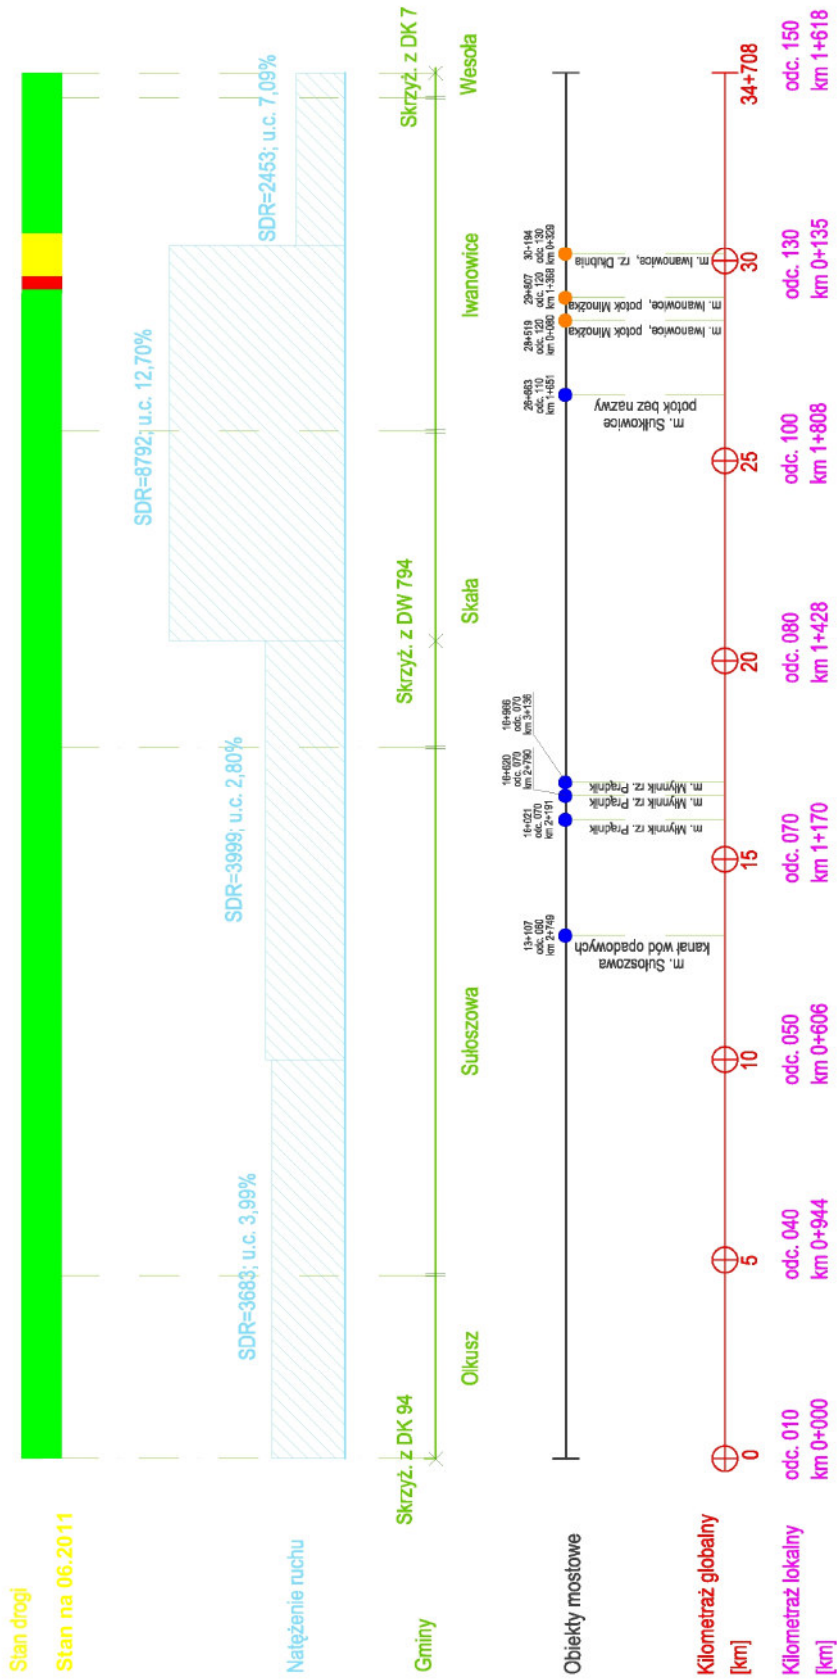 Stan drogi
Stan na 06.2011
Natężenie ruchu
SDR=3683; u.c. 3,99%
SDR=3999; u.c. 2,80%
SDR=8792; u.c. 12,70%
SDR=2453; u.c. 7,09%
Skrzyż. z DK 94
Skrzyż. z DW 794
Skrzyż. z DK 7
Gminy
Olkusz
Sułoszowa
Skała
Iwanowice
Wesoła
Obiekty mostowe
13+107
odc. 060
km 2+749
m. Sułoszowa
kanał wód opadowych
16+021
odc. 070
km 2+191
m. Młynnik rz. Prądnik
16+620
odc. 070
km 2+790
m. Młynnik rz. Prądnik
16+966
odc. 070
km 3+136
m. Młynnik rz. Prądnik
26+663
odc. 110
km 1+651
m. Sułkowice
potok bez nazwy
28+519
odc. 120
km 0+080
m. Iwanowice, potok Minożka
29+807
odc. 120
km 1+368
m. Iwanowice, potok Minożka
30+194
odc. 130
km 0+329
m. Iwanowice, rz. Dłubnia
Kilometraż globalny
[km]
0
5
10
15
20
25
30
34+708
Kilometraż lokalny
[km]
odc. 010
km 0+000
odc. 040
km 0+944
odc. 050
km 0+606
odc. 070
km 1+170
odc. 080
km 1+428
odc. 100
km 1+808
odc. 130
km 0+135
odc. 150
km 1+618